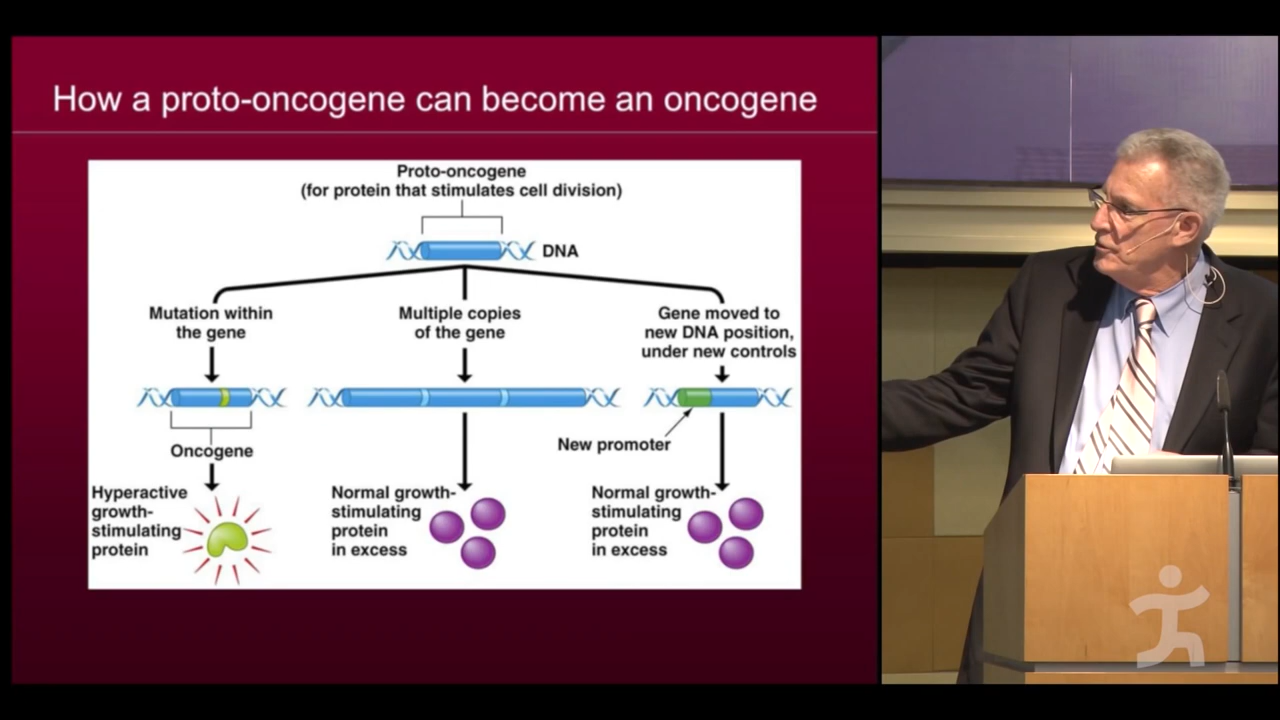 How a proto-oncogene can become an oncogene
Proto-oncogene
(for protein that stimulates cell division)
DNA
Mutation within
the gene
Multiple copies
of the gene
Gene moved to
new DNA position,
under new controls
New promoter
Oncogene
Hyperactive
growth-
stimulating
protein
Normal growth-
stimulating
protein
in excess
Normal growth-
stimulating
protein
in excess